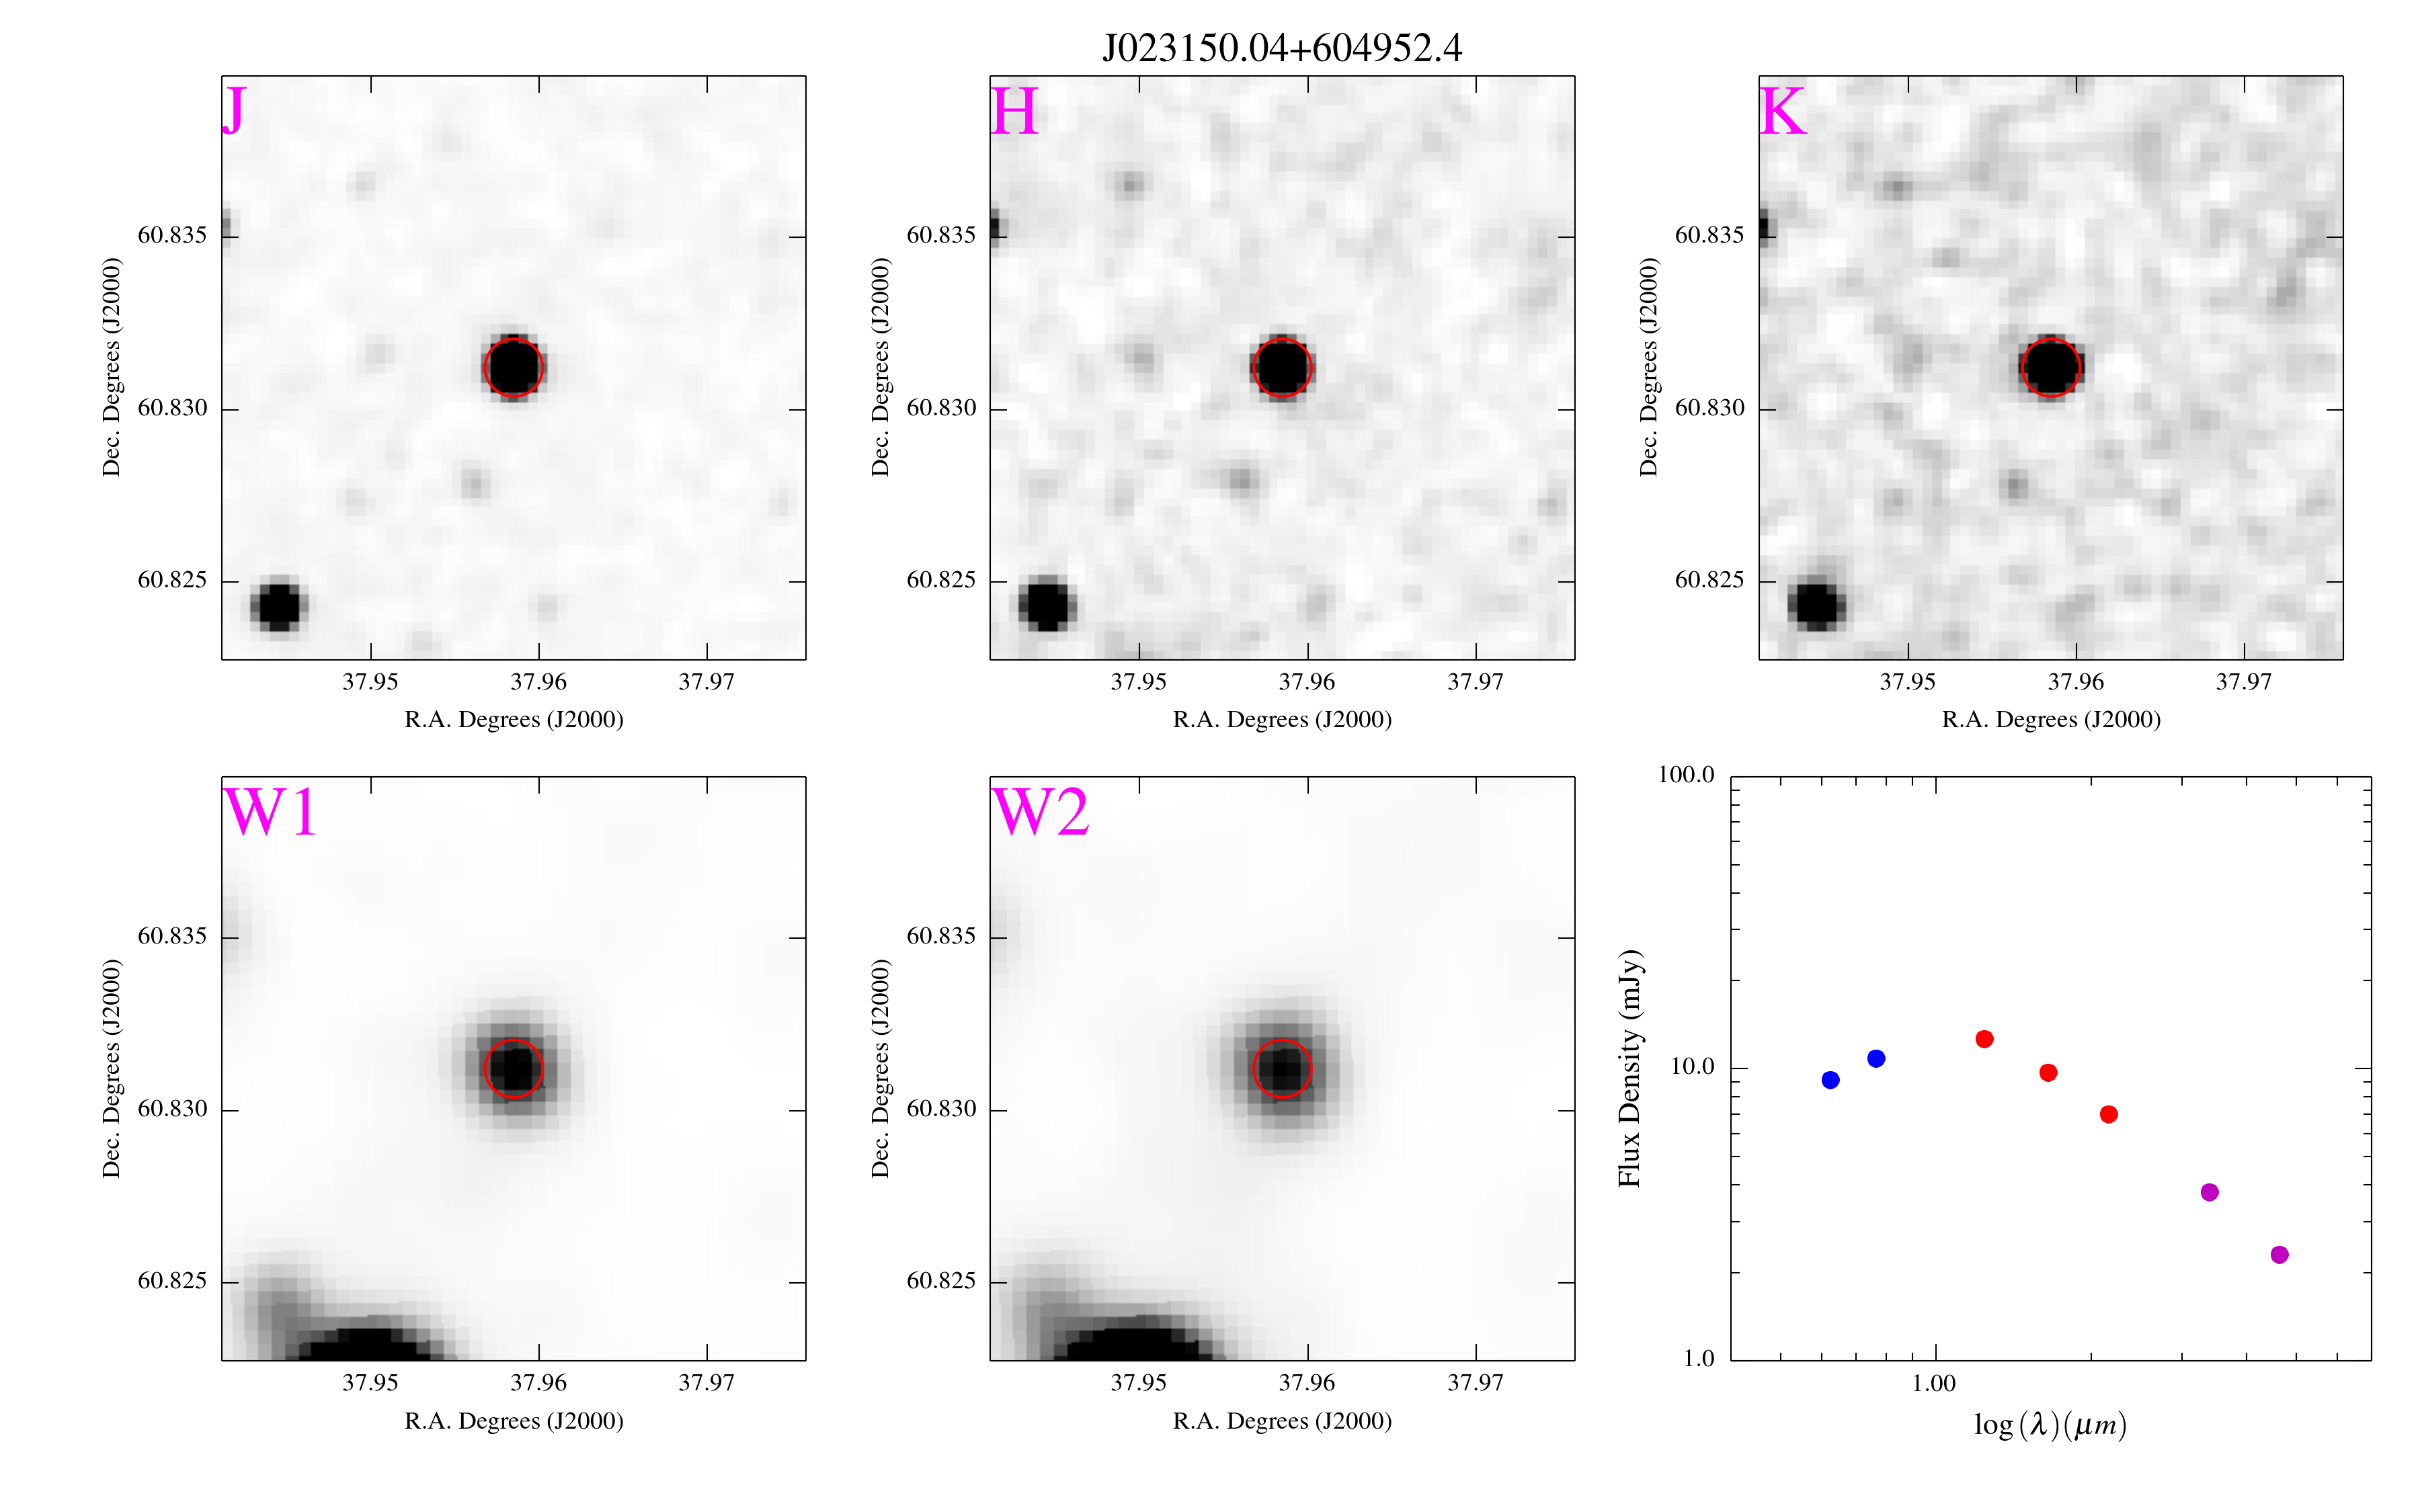 J023150.04+604952.4
J
60.835
60.830
60.825
Dec. Degrees (J2000)
37.95 37.96 37.97
R.A. Degrees (J2000)
H
60.835
60.830
60.825
Dec. Degrees (J2000)
37.95 37.96 37.97
R.A. Degrees (J2000)
K
60.835
60.830
60.825
Dec. Degrees (J2000)
37.95 37.96 37.97
R.A. Degrees (J2000)
W1
60.835
60.830
60.825
Dec. Degrees (J2000)
37.95 37.96 37.97
R.A. Degrees (J2000)
W2
60.835
60.830
60.825
Dec. Degrees (J2000)
37.95 37.96 37.97
R.A. Degrees (J2000)
100.0
10.0
1.0
Flux Density (mJy)
1.00
log (λ)(μm)